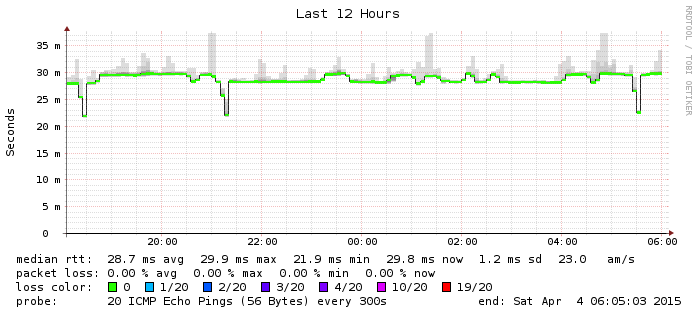 Last 12 Hours
RRDTOOL / TOBI OETIKER
Seconds
35 m
30 m
25 m
20 m
15 m
10 m
5 m
0
20:00 22:00 00:00 02:00 04:00 06:00
median rtt: 28.7 ms avg 29.9 ms max 21.9 ms min 29.8 ms now 1.2 ms sd 23.0 am/s
packet loss: 0.00 % avg 0.00 % max 0.00 % min 0.00 % now
loss color: 0 1/20 2/20 3/20 4/20 10/20 19/20
probe: 20 ICMP Echo Pings (56 Bytes) every 300s end: Sat Apr 4 06:05:03 2015